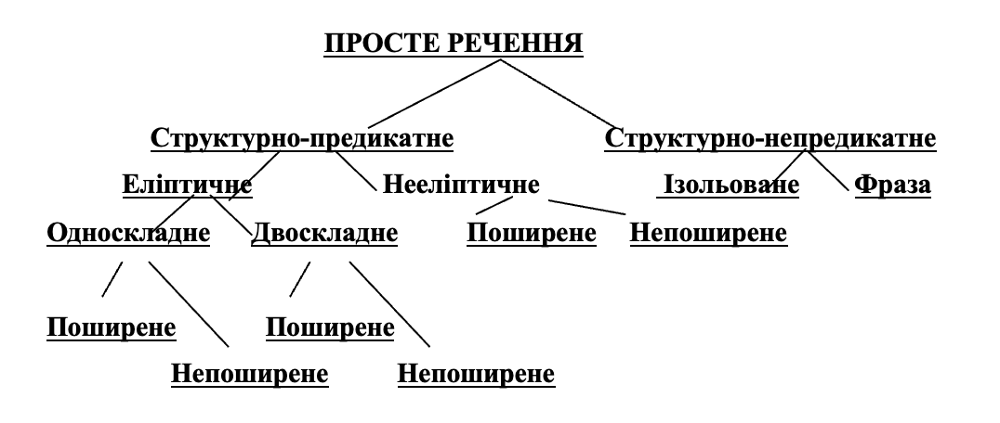 ПРОСТЕ РЕЧЕННЯ
Структурно-предикатне Структурно-непредикатне
Еліптичне Нееліптичне Ізольоване Фраза
Односкладне Двоскладне Поширене Непоширене
Поширене Поширене
Непоширене Непоширене